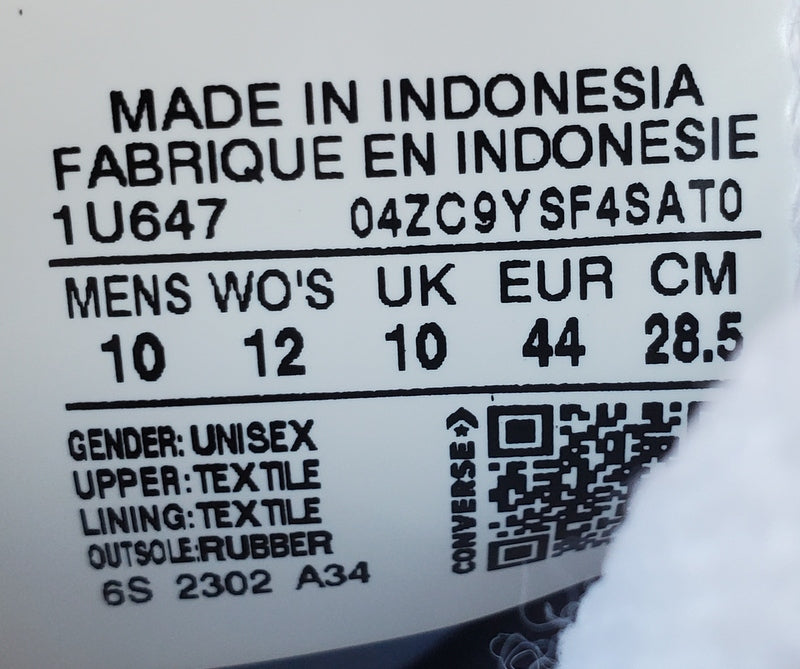 MADE IN INDONESIA
FABRIQUE EN INDONESIE
1U647 04ZC9YSF4SAT0
MENS WO'S UK EUR CM
10 12 10 44 28.5
GENDER: UNISEX
UPPER: TEXTILE
LINING: TEXTILE
OUTSOLE: RUBBER
6S 2302 A34
CONVERSE